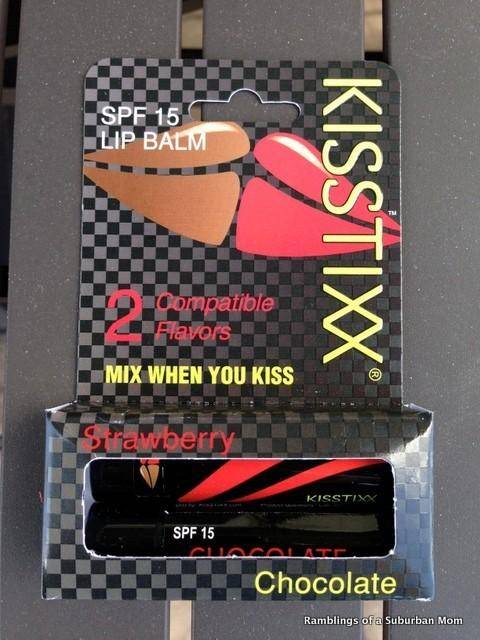 SPF 15
LIP BALM
KISSTIXX®
™
2 Compatible
Flavors
MIX WHEN YOU KISS
Strawberry
KISSTIXX
SPF 15
CHOCOLATE
Chocolate
Ramblings of a Suburban Mom